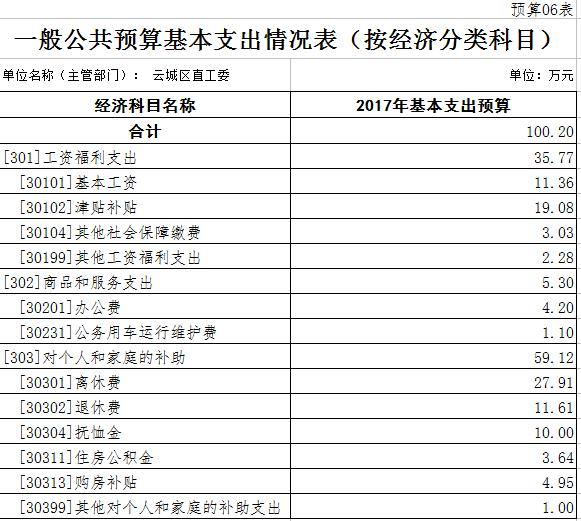 预算06表
一般公共预算基本支出情况表（按经济分类科目）
单位名称（主管部门）： 云城区直工委 单位：万元
经济科目名称 2017年基本支出预算
合计 100.20
[301]工资福利支出 35.77
[30101]基本工资 11.36
[30102]津贴补贴 19.08
[30104]其他社会保障缴费 3.03
[30199]其他工资福利支出 2.28
[302]商品和服务支出 5.30
[30201]办公费 4.20
[30231]公务用车运行维护费 1.10
[303]对个人和家庭的补助 59.12
[30301]离休费 27.91
[30302]退休费 11.61
[30304]抚恤金 10.00
[30311]住房公积金 3.64
[30313]购房补贴 4.95
[30399]其他对个人和家庭的补助支出 1.00